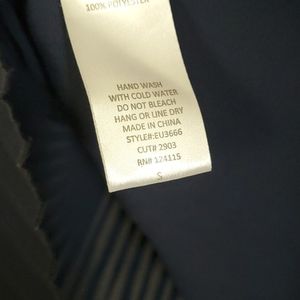 100% POLYESTER
HAND WASH
WITH COLD WATER
DO NOT BLEACH
HANG OR LINE DRY
MADE IN CHINA
STYLE#:EU3666
CUT# 2903
RN# 124115
S